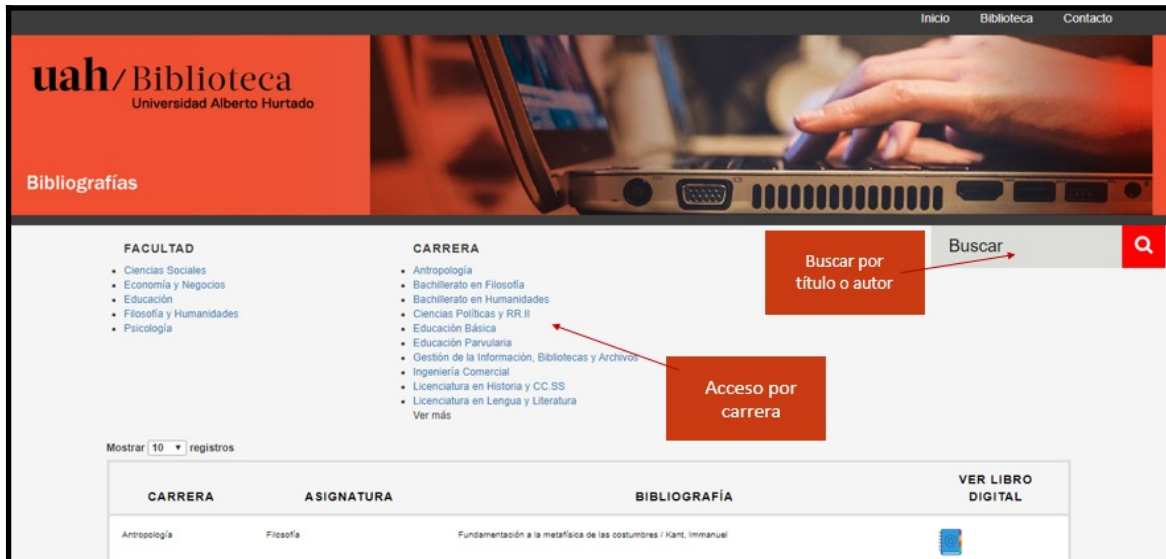 Inicio Biblioteca Contacto
uah/Biblioteca
Universidad Alberto Hurtado
Bibliografías
FACULTAD
Ciencias Sociales
Economía y Negocios
Educación
Filosofía y Humanidades
Psicología
CARRERA
Antropología
Bachillerato en Filosofía
Bachillerato en Humanidades
Ciencias Políticas y RR.II
Educación Básica
Educación Parvularia
Gestión de la Información, Bibliotecas y Archivos
Ingeniería Comercial
Licenciatura en Historia y CC.SS
Licenciatura en Lengua y Literatura
Ver más
Buscar por
título o autor
Buscar
Acceso por
carrera
Mostrar 10 registros
CARRERA ASIGNATURA BIBLIOGRAFÍA VER LIBRO
DIGITAL
Antropología Filosofía Fundamentación a la metafísica de las costumbres / Kant, Immanuel